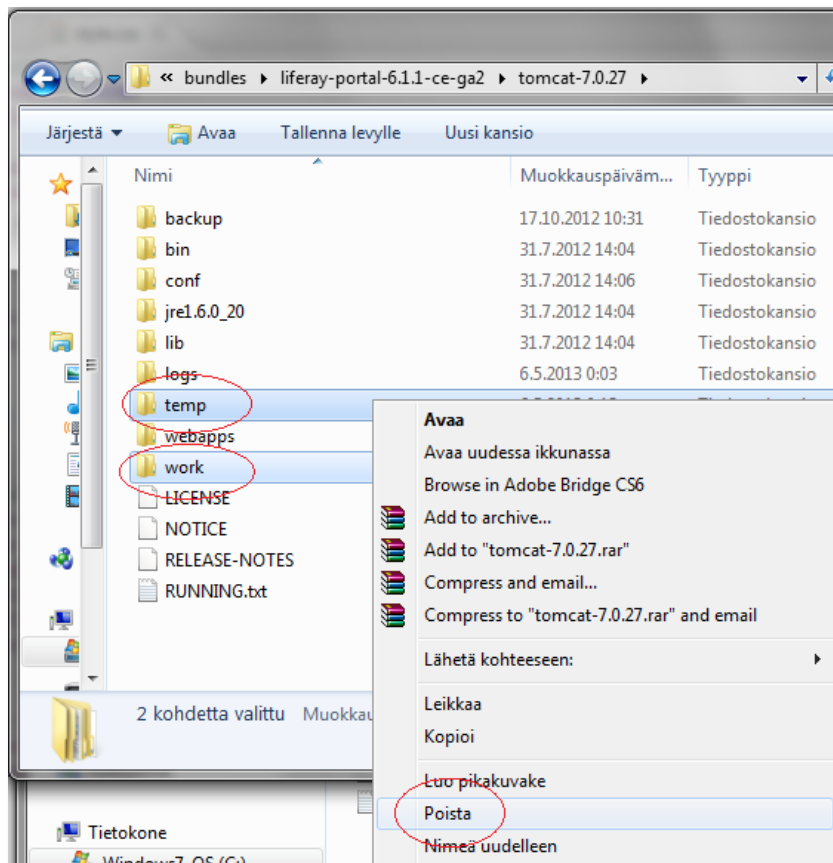 « bundles ▸ liferay-portal-6.1.1-ce-ga2 ▸ tomcat-7.0.27 ▸
Järjestä Avaa Tallenna levylle Uusi kansio
Nimi Muokkauspäiväm... Tyyppi
backup 17.10.2012 10:31 Tiedostokansio
bin 31.7.2012 14:04 Tiedostokansio
conf 31.7.2012 14:06 Tiedostokansio
jre1.6.0_20 31.7.2012 14:04 Tiedostokansio
lib 31.7.2012 14:04 Tiedostokansio
logs 6.5.2013 0:03 Tiedostokansio
temp
webapps
work
LICENSE
NOTICE
RELEASE-NOTES
RUNNING.txt
2 kohdetta valittu Muokkau
Avaa
Avaa uudessa ikkunassa
Browse in Adobe Bridge CS6
Add to archive...
Add to "tomcat-7.0.27.rar"
Compress and email...
Compress to "tomcat-7.0.27.rar" and email
Lähetä kohteeseen:
Leikkaa
Kopioi
Luo pikakuvake
Poista
Nimeä uudelleen
Tietokone
Windows7_OS (C:)